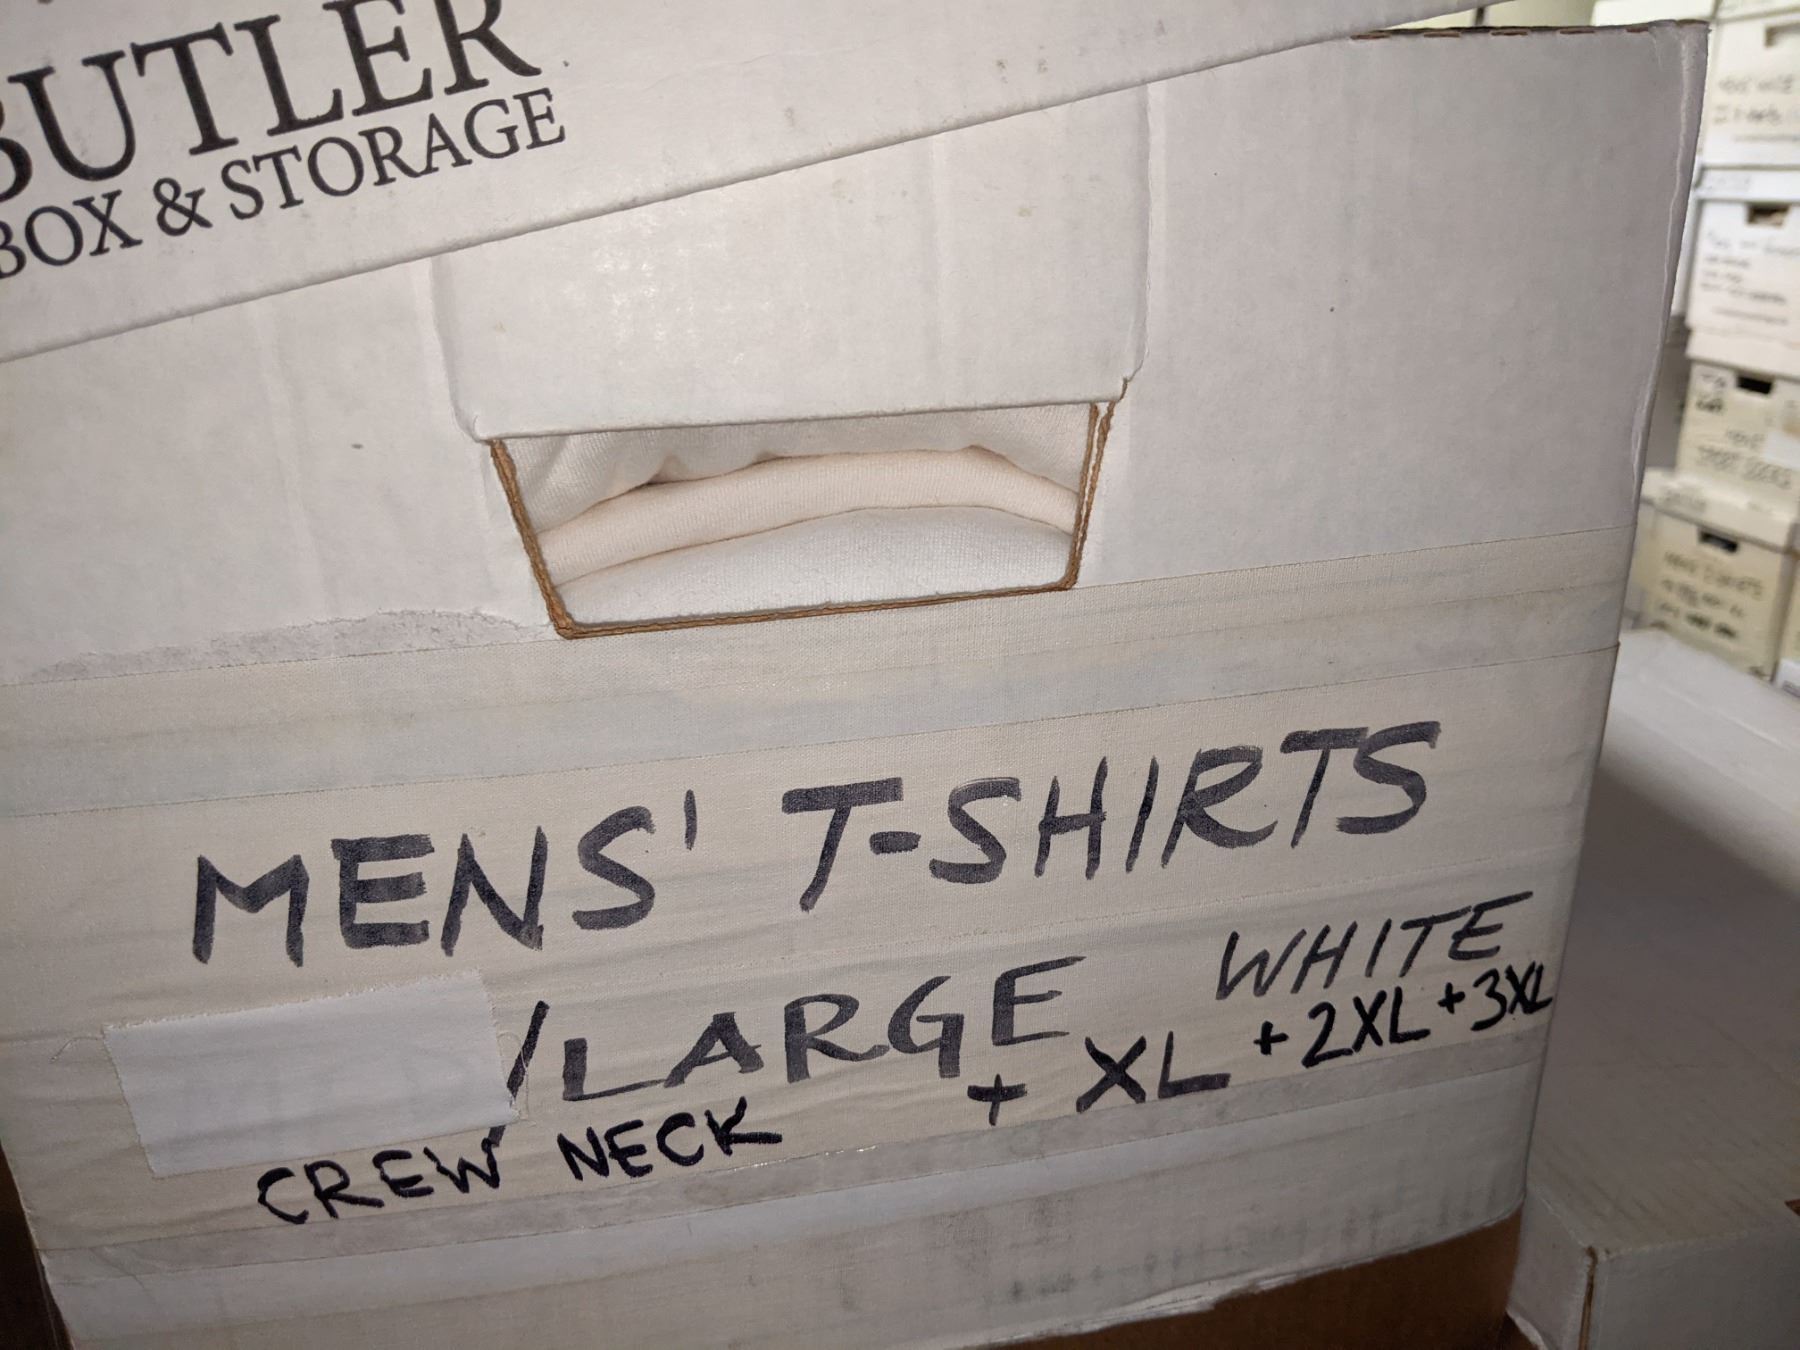 BUTLER
BOX & STORAGE
MENS' T-SHIRTS
WHITE
/LARGE + XL + 2XL + 3XL
CREW NECK